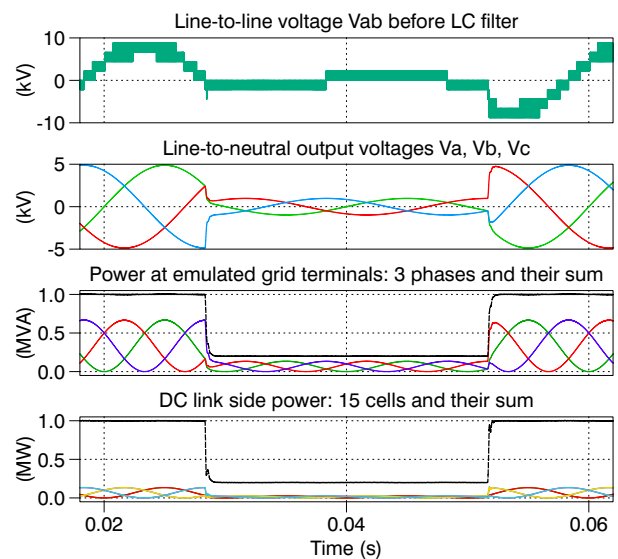 Line-to-line voltage Vab before LC filter
10
0
-10
(kV)
Line-to-neutral output voltages Va, Vb, Vc
5
0
-5
(kV)
Power at emulated grid terminals: 3 phases and their sum
1.0
0.5
0.0
(MVA)
DC link side power: 15 cells and their sum
1.0
0.5
0.0
(MW)
0.02 0.04 0.06
Time (s)